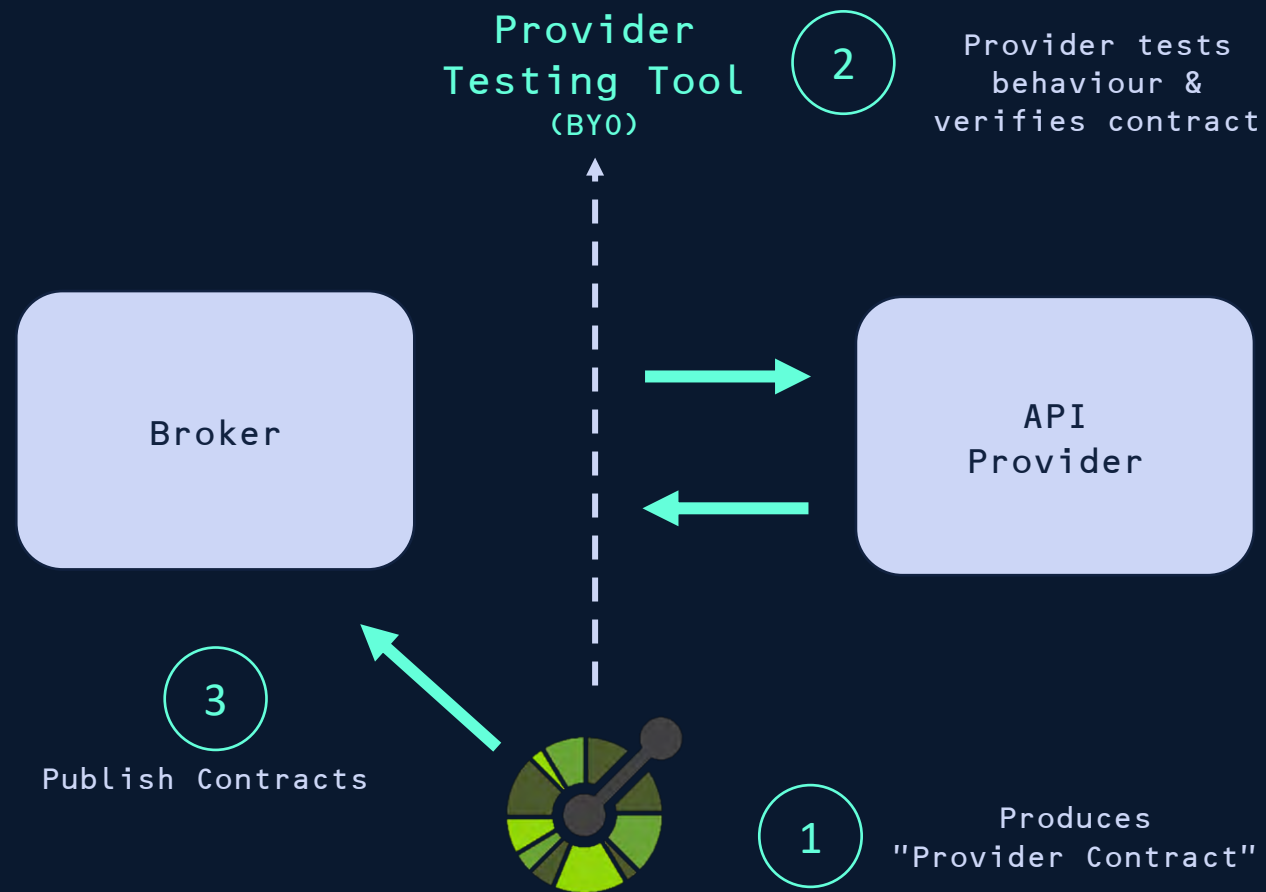 Provider
Testing Tool
(BYO)
2
Provider tests
behaviour &
verifies contract
Broker
API
Provider
3
Publish Contracts
1
Produces
"Provider Contract"